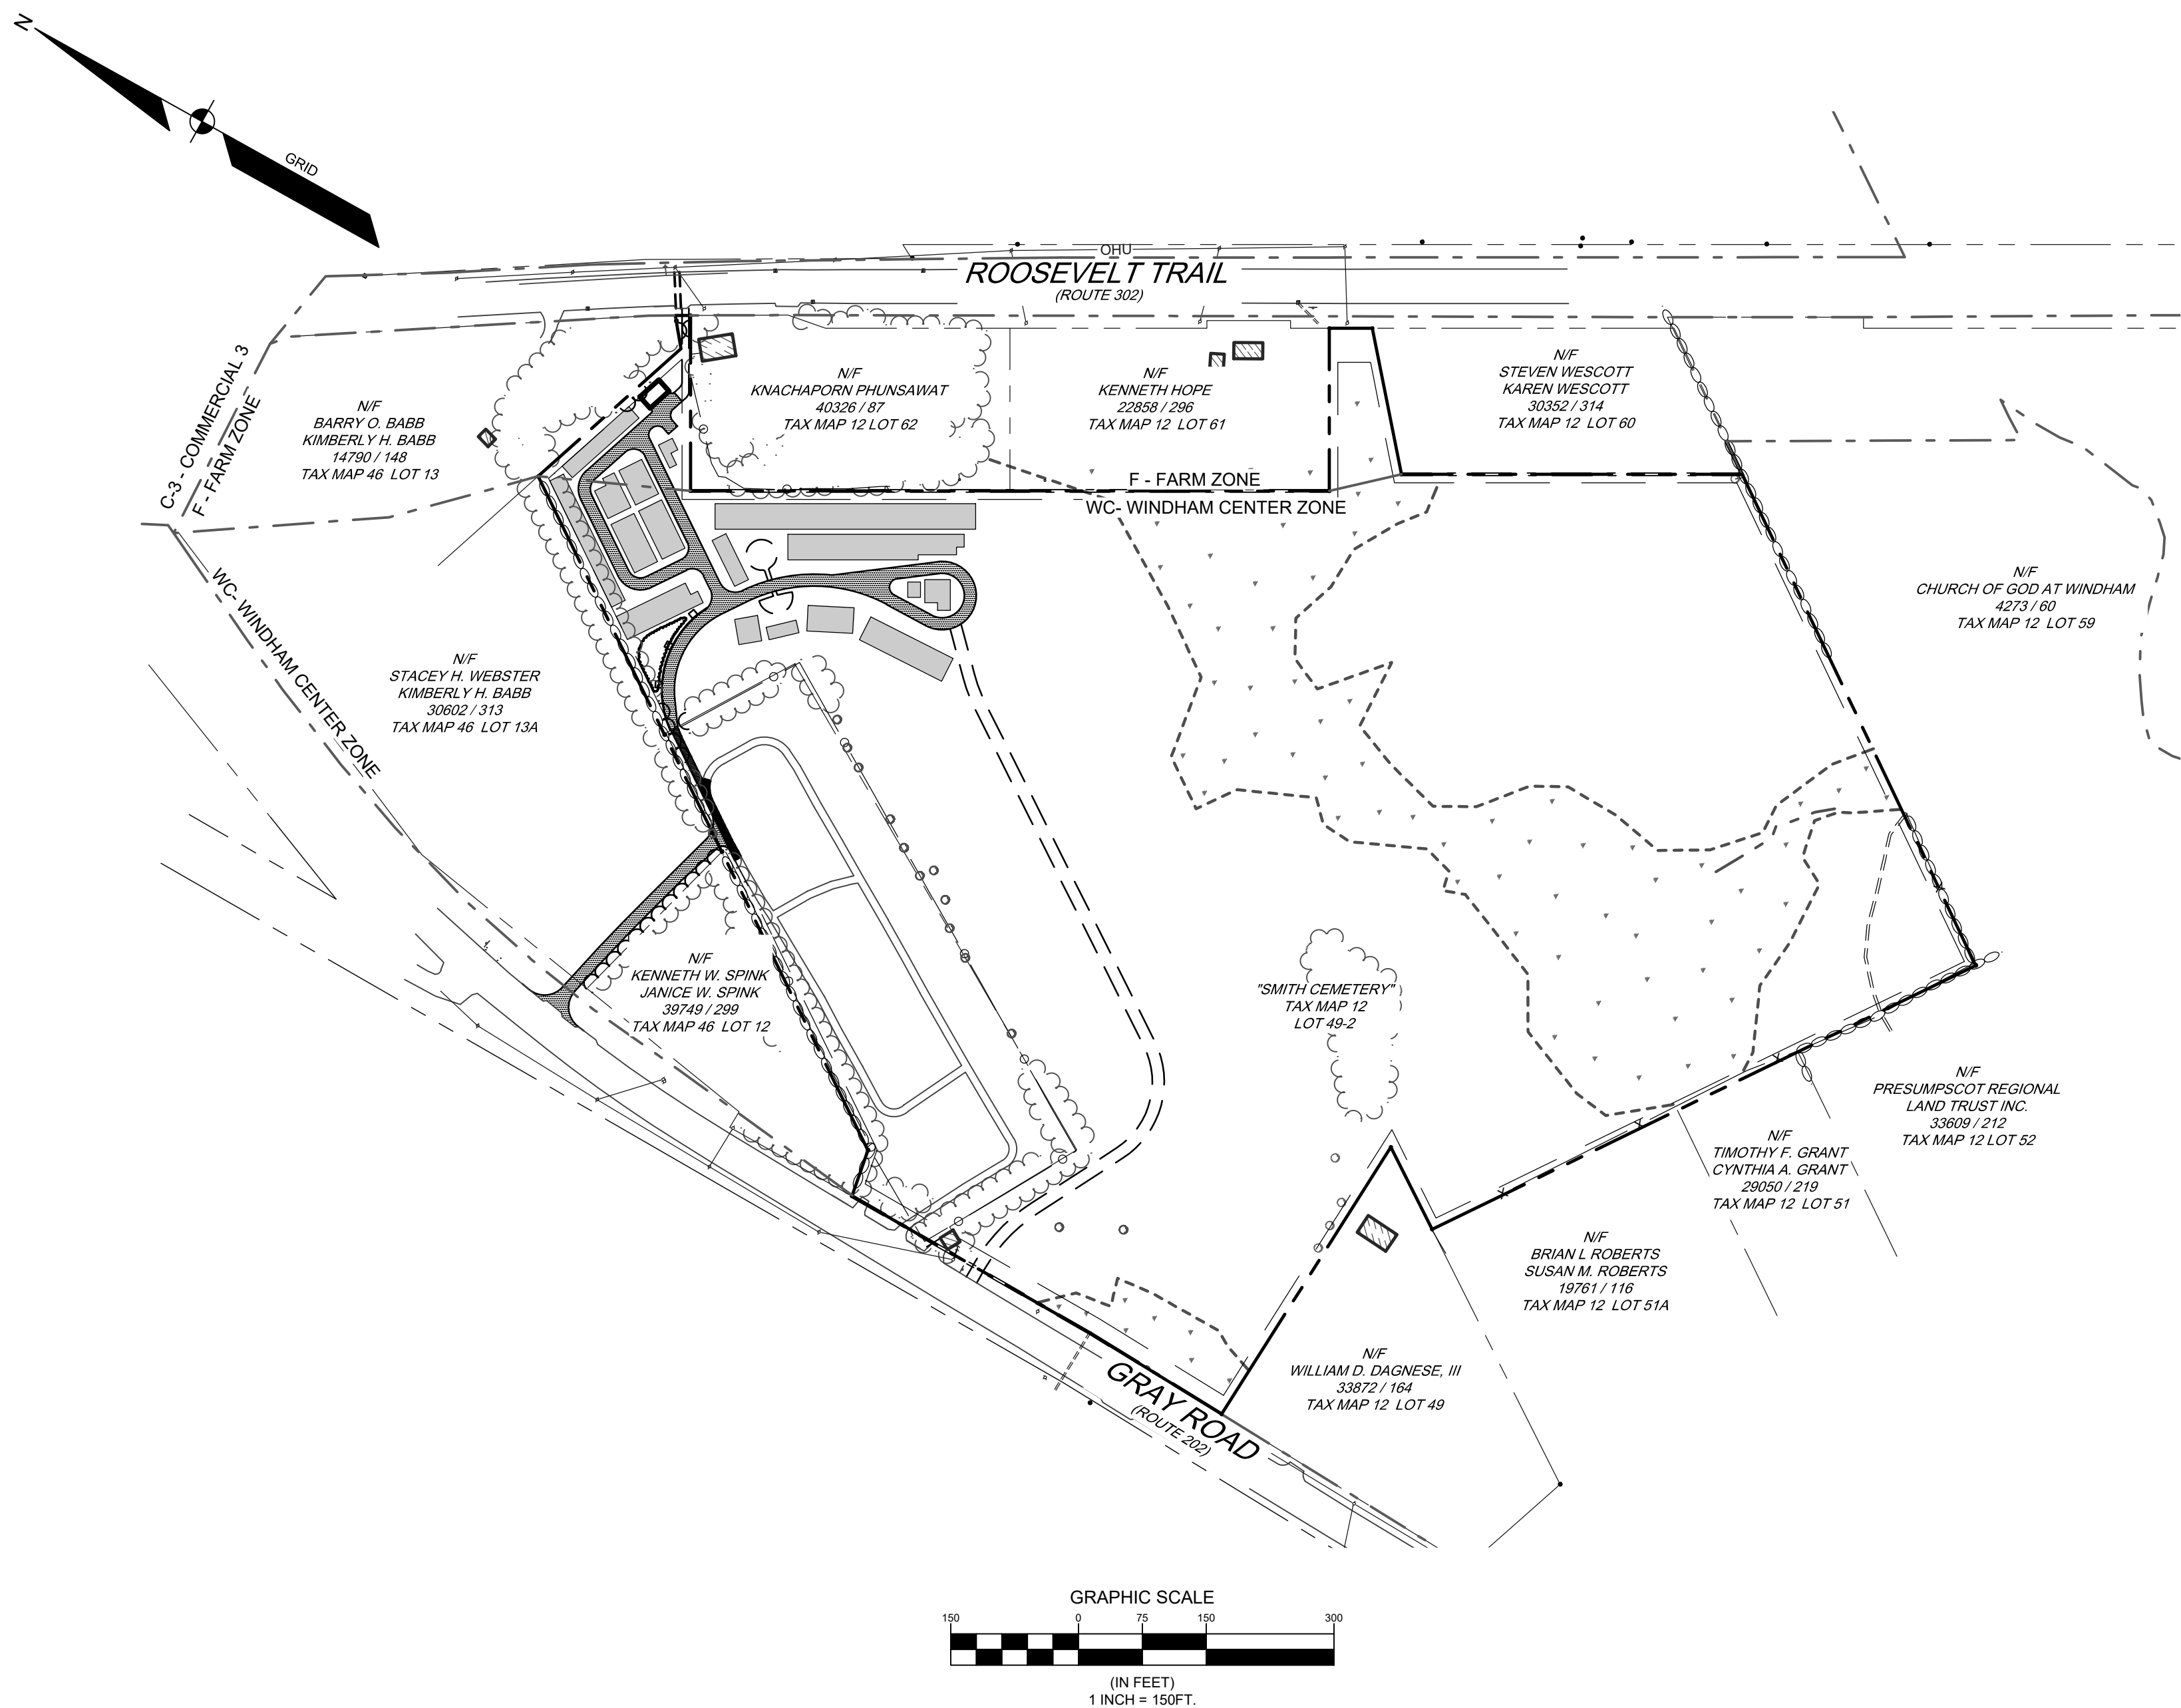 N
GRID
OHU
ROOSEVELT TRAIL
(ROUTE 302)
C-3 - COMMERCIAL 3
F - FARM ZONE
N/F
BARRY O. BABB
KIMBERLY H. BABB
14790 / 148
TAX MAP 46 LOT 13
N/F
KNACHAPORN PHUNSAWAT
40326 / 87
TAX MAP 12 LOT 62
N/F
KENNETH HOPE
22858 / 296
TAX MAP 12 LOT 61
N/F
STEVEN WESCOTT
KAREN WESCOTT
30352 / 314
TAX MAP 12 LOT 60
F - FARM ZONE
WC- WINDHAM CENTER ZONE
N/F
CHURCH OF GOD AT WINDHAM
4273 / 60
TAX MAP 12 LOT 59
WC- WINDHAM CENTER ZONE
N/F
STACEY H. WEBSTER
KIMBERLY H. BABB
30602 / 313
TAX MAP 46 LOT 13A
N/F
KENNETH W. SPINK
JANICE W. SPINK
39749 / 299
TAX MAP 46 LOT 12
"SMITH CEMETERY"
TAX MAP 12
LOT 49-2
N/F
PRESUMPSCOT REGIONAL
LAND TRUST INC.
33609 / 212
TAX MAP 12 LOT 52
N/F
TIMOTHY F. GRANT
CYNTHIA A. GRANT
29050 / 219
TAX MAP 12 LOT 51
N/F
BRIAN L ROBERTS
SUSAN M. ROBERTS
19761 / 116
TAX MAP 12 LOT 51A
N/F
WILLIAM D. DAGNESE, III
33872 / 164
TAX MAP 12 LOT 49
GRAY ROAD
(ROUTE 202)
GRAPHIC SCALE
150 0 75 150 300
(IN FEET)
1 INCH = 150FT.